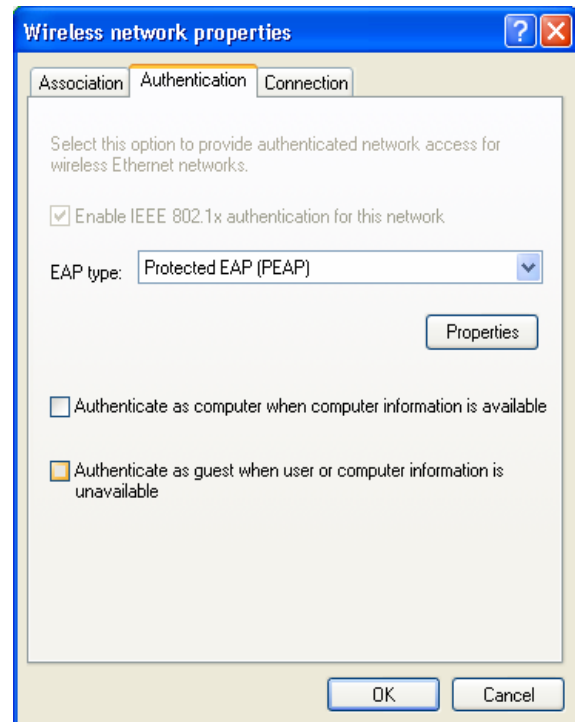 Wireless network properties
Association Authentication Connection
Select this option to provide authenticated network access for
wireless Ethernet networks.
Enable IEEE 802.1x authentication for this network
EAP type: Protected EAP (PEAP)
Properties
Authenticate as computer when computer information is available
Authenticate as guest when user or computer information is
unavailable
OK Cancel